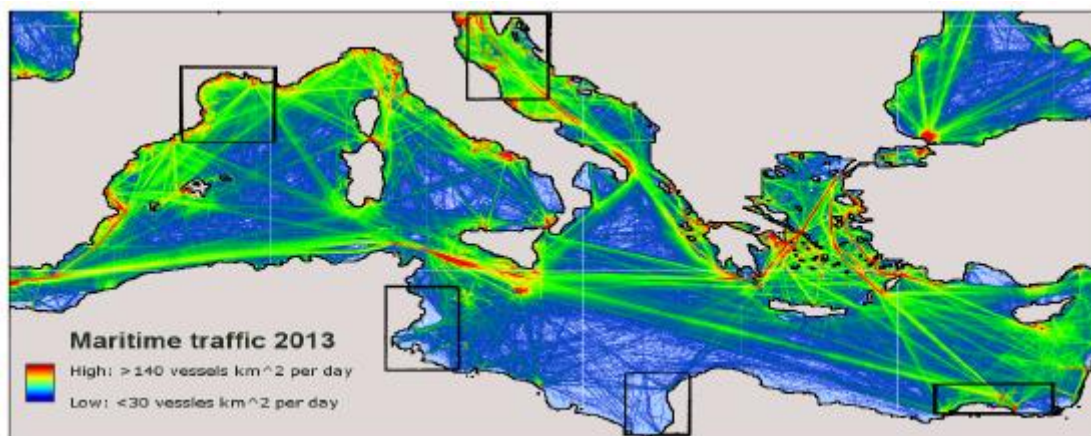 Maritime traffic 2013
High: >140 vessels km^2 per day
Low: <30 vessles km^2 per day